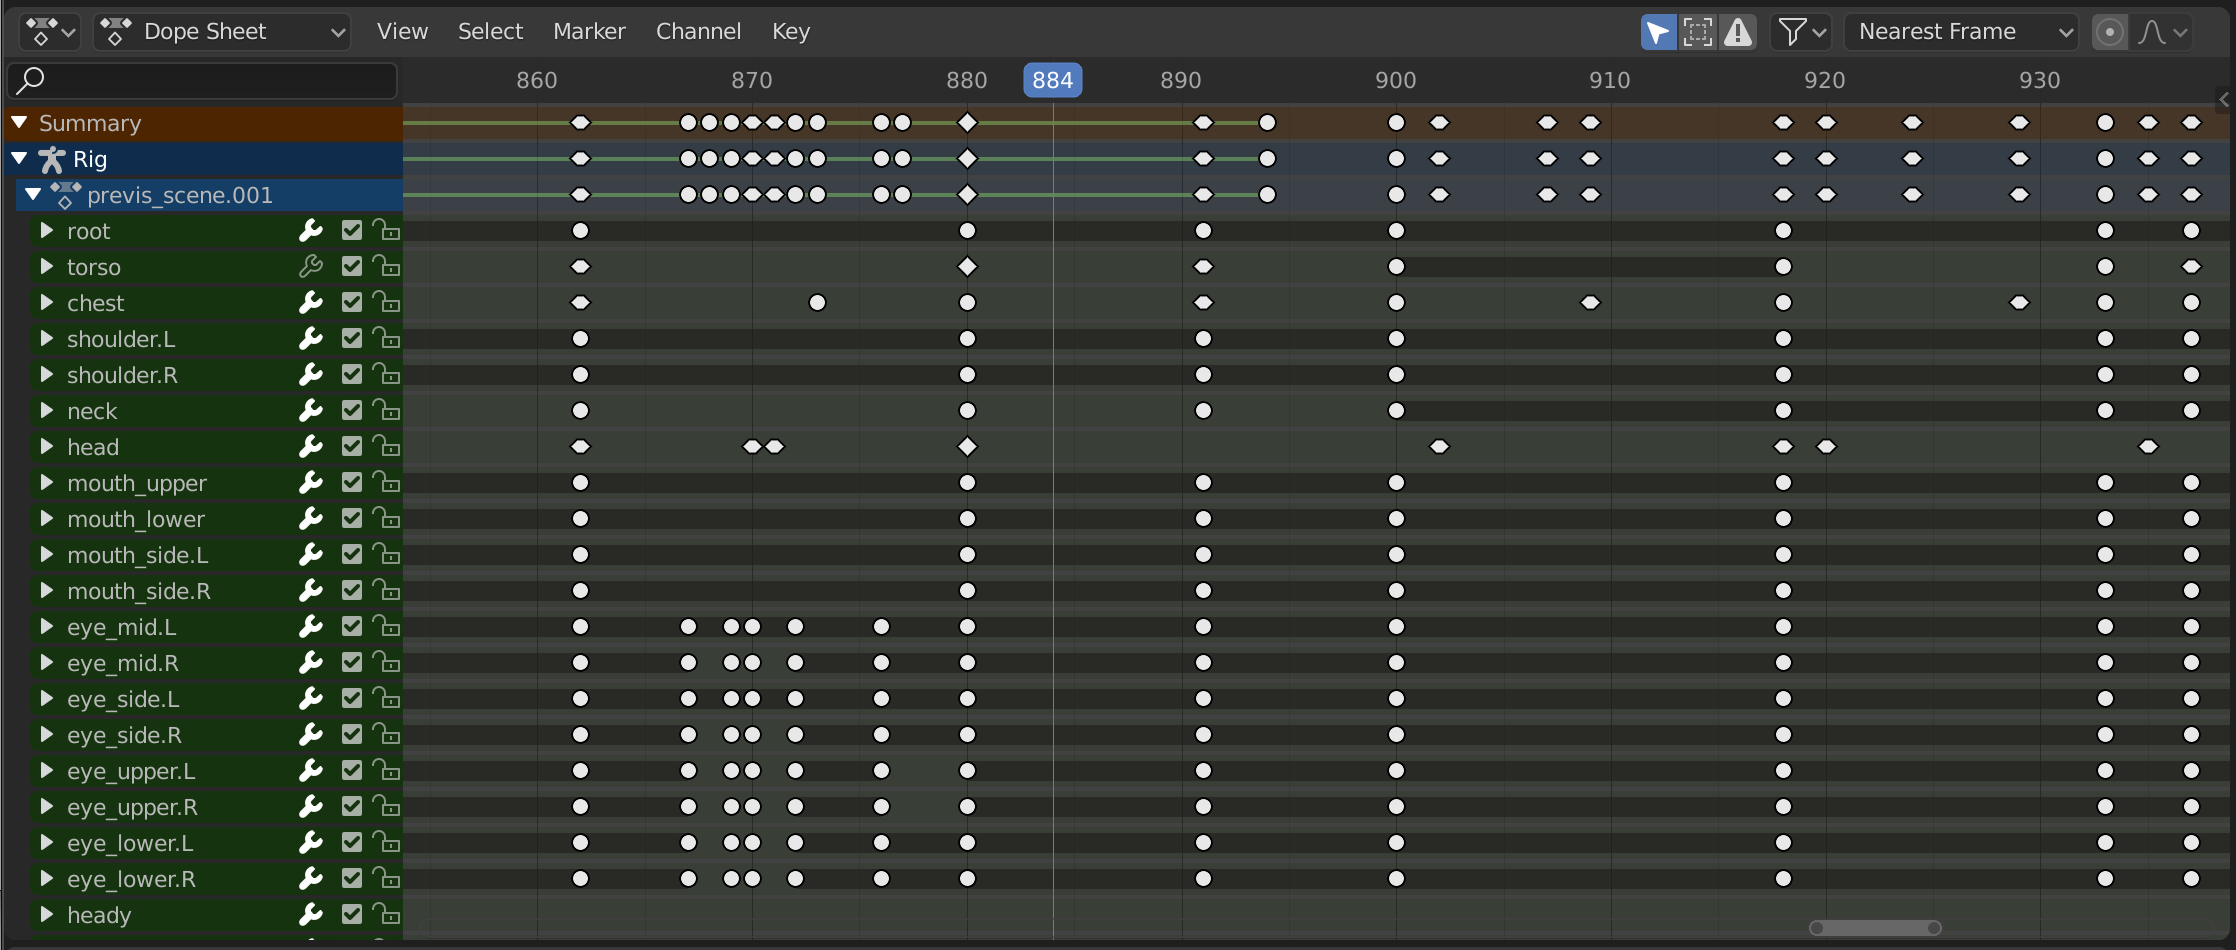 Dope Sheet View Select Marker Channel Key Nearest Frame
860 870 880 884 890 900 910 920 930
Summary
Rig
previs_scene.001
root
torso
chest
shoulder.L
shoulder.R
neck
head
mouth_upper
mouth_lower
mouth_side.L
mouth_side.R
eye_mid.L
eye_mid.R
eye_side.L
eye_side.R
eye_upper.L
eye_upper.R
eye_lower.L
eye_lower.R
heady